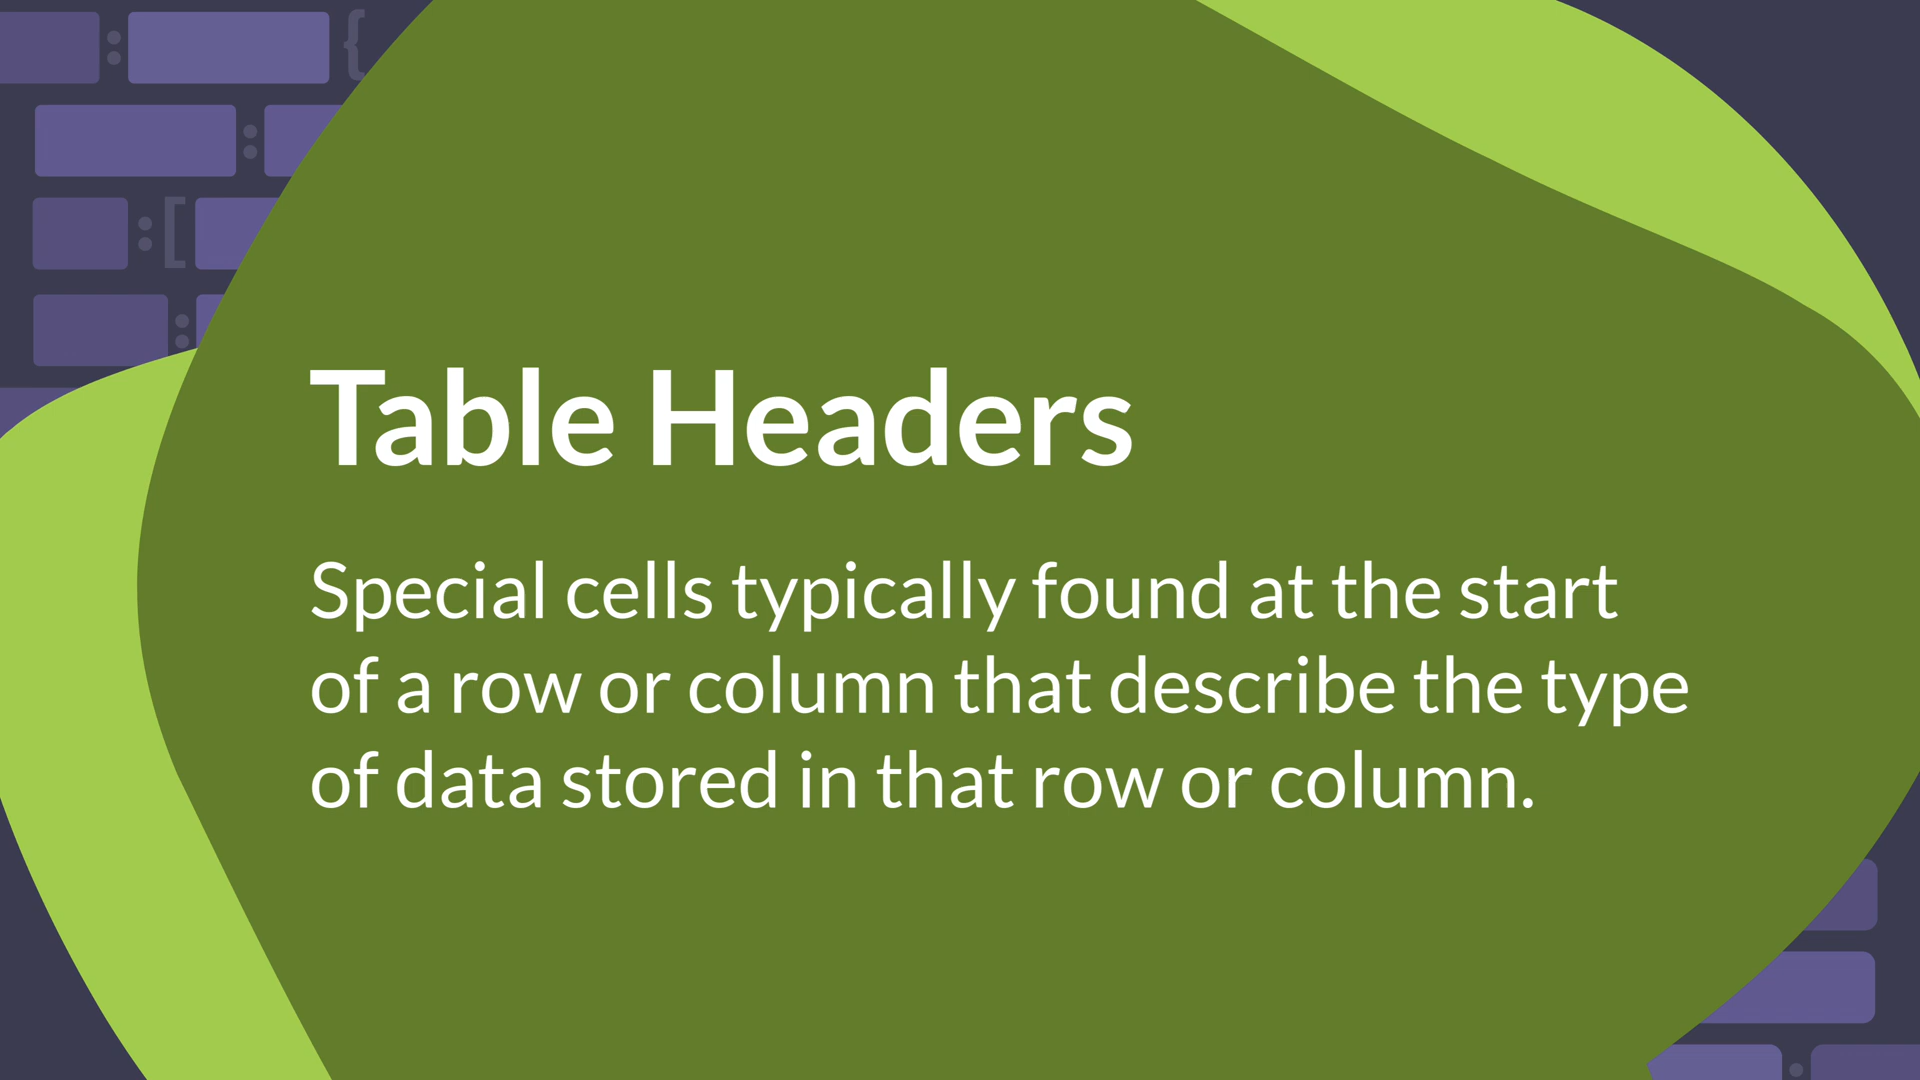 : {
:
: [
:
Table Headers
Special cells typically found at the start
of a row or column that describe the type
of data stored in that row or column.